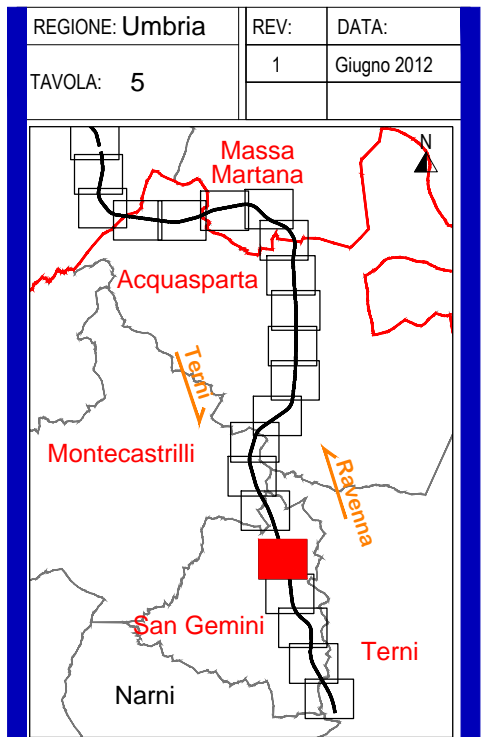 REGIONE: Umbria
REV:
DATA:
1
Giugno 2012
TAVOLA: 5
N
Massa
Martana
Acquasparta
Terni
Montecastrilli
Ravenna
San Gemini
Terni
Narni